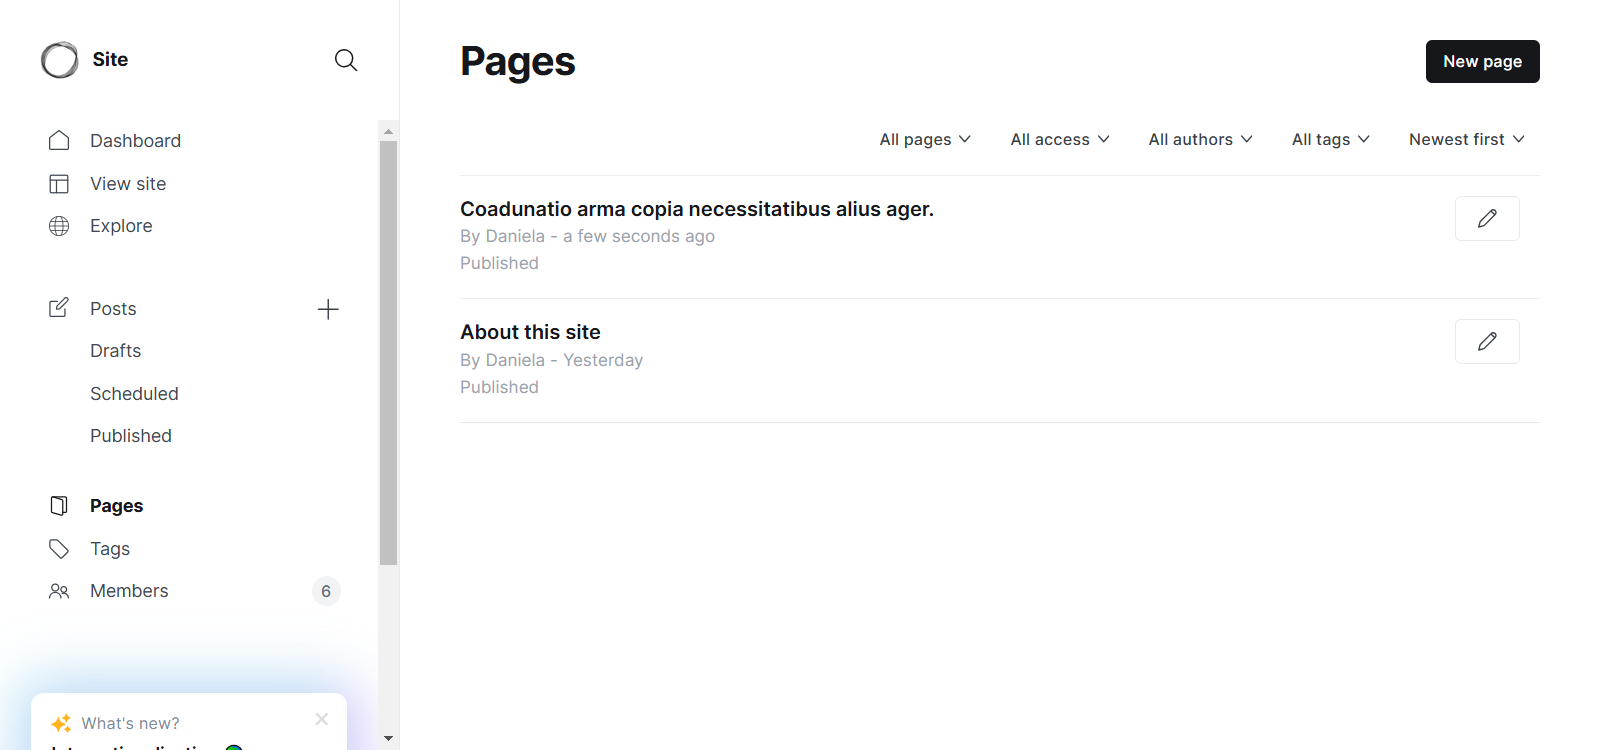 Site
Dashboard
View site
Explore
Posts
Drafts
Scheduled
Published
Pages
Tags
Members 6
What's new?
Pages
New page
All pages All access All authors All tags Newest first
Coadunatio arma copia necessitatibus alius ager.
By Daniela - a few seconds ago
Published
About this site
By Daniela - Yesterday
Published